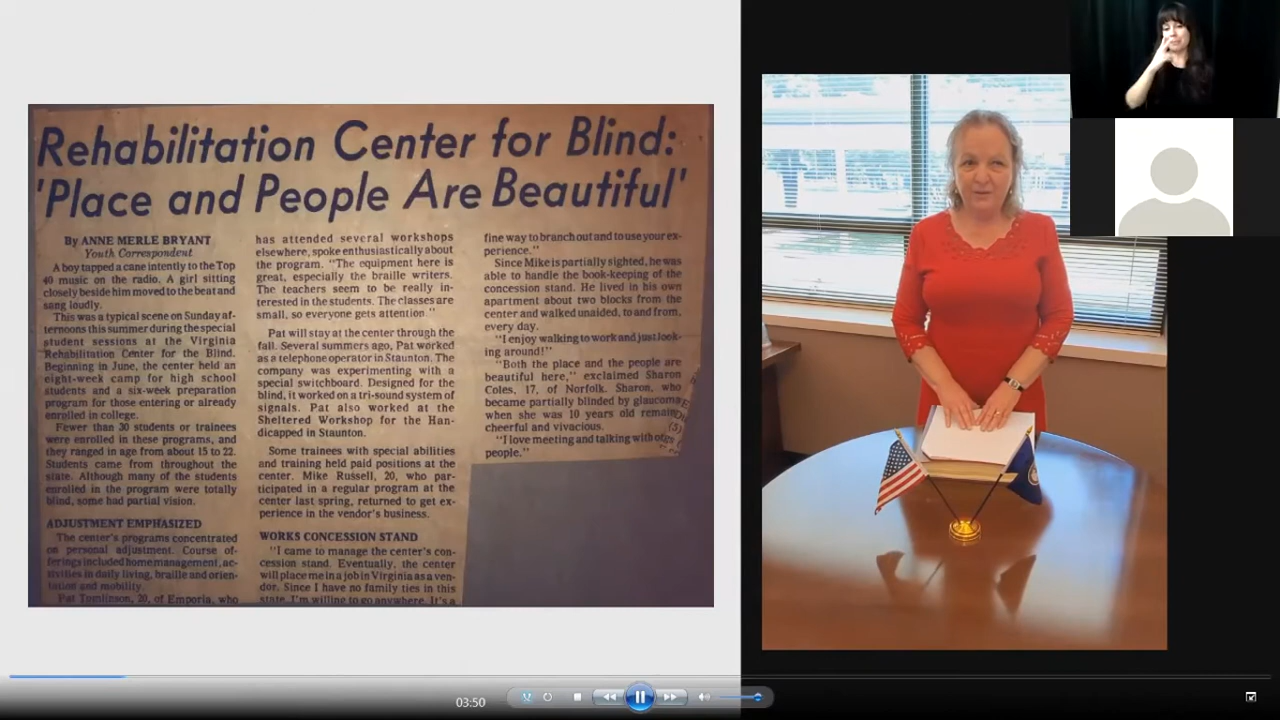 Rehabilitation Center for Blind:
'Place and People Are Beautiful'
By ANNE MERLE BRYANT
Youth Correspondent
A boy tapped a cane intently to the Top
40 music on the radio. A girl sitting
closely beside him moved to the beat and
sang loudly.
This was a typical scene on Sunday af-
ternoons this summer during the special
student sessions at the Virginia
Rehabilitation Center for the Blind.
Beginning in June, the center held an
eight-week camp for high school
students and a six-week preparation
program for those entering or already
enrolled in college.
Fewer than 30 students or trainees
were enrolled in these programs, and
they ranged in age from about 15 to 22.
Students came from throughout the
state. Although many of the students
enrolled in the program were totally
blind, some had partial vision.
ADJUSTMENT EMPHASIZED
The center's programs concentrated
on personal adjustment. Course of-
ferings included home management, ac-
tivities in daily living, braille and orien-
tation and mobility.
Pat Tomlinson, 20, of Emporia, who
has attended several workshops
elsewhere, spoke enthusiastically about
the program. "The equipment here is
great, especially the braille writers.
The teachers seem to be really in-
terested in the students. The classes are
small, so everyone gets attention."
Pat will stay at the center through the
fall. Several summers ago, Pat worked
as a telephone operator in Staunton. The
company was experimenting with a
special switchboard. Designed for the
blind, it worked on a tri-sound system of
signals. Pat also worked at the
Sheltered Workshop for the Han-
dicapped in Staunton.
Some trainees with special abilities
and training held paid positions at the
center. Mike Russell, 20, who par-
ticipated in a regular program at the
center last spring, returned to get ex-
perience in the vendor's business.
WORKS CONCESSION STAND
"I came to manage the center's con-
cession stand. Eventually, the center
will place me in a job in Virginia as a ven-
dor. Since I have no family ties in this
state, I'm willing to go anywhere. It's a
fine way to branch out and to use your ex-
perience."
Since Mike is partially sighted, he was
able to handle the book-keeping of the
concession stand. He lived in his own
apartment about two blocks from the
center and walked unaided, to and from,
every day.
"I enjoy walking to work and just look-
ing around!"
"Both the place and the people are
beautiful here," exclaimed Sharon
Coles, 17, of Norfolk. Sharon, who
became partially blinded by glaucoma
when she was 10 years old remains
cheerful and vivacious.
"I love meeting and talking with
people."
03:50